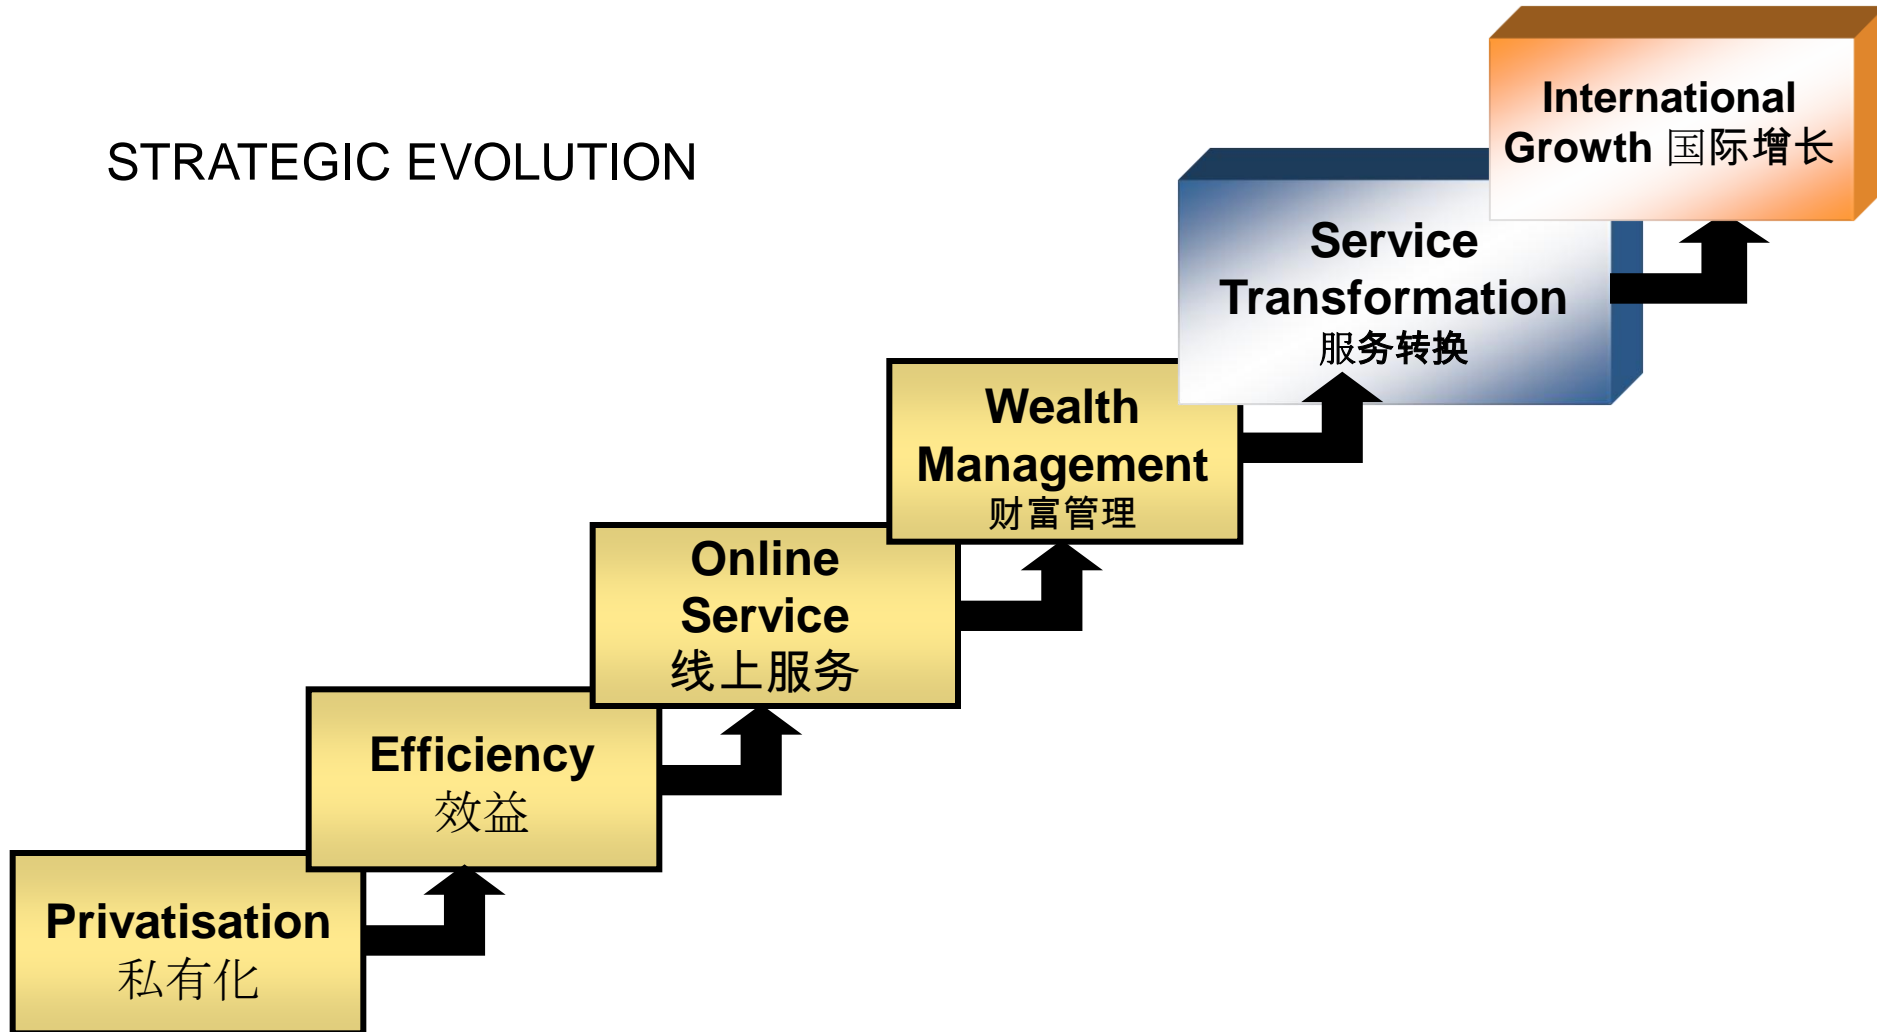 STRATEGIC EVOLUTION
International
Growth 国际增长
Service
Transformation
服务转换
Wealth
Management
财富管理
Online
Service
线上服务
Efficiency
效益
Privatisation
私有化